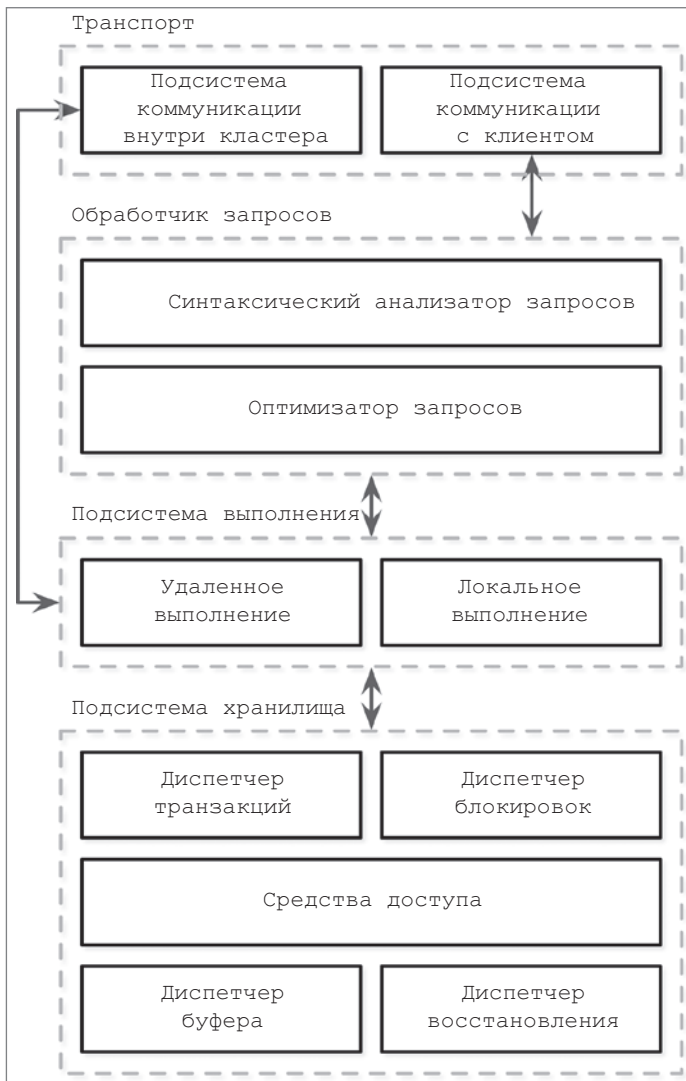 Транспорт
Подсистема
коммуникации
внутри кластера
Подсистема
коммуникации
с клиентом
Обработчик запросов
Синтаксический анализатор запросов
Оптимизатор запросов
Подсистема выполнения
Удаленное
выполнение
Локальное
выполнение
Подсистема хранилища
Диспетчер
транзакций
Диспетчер
блокировок
Средства доступа
Диспетчер
буфера
Диспетчер
восстановления